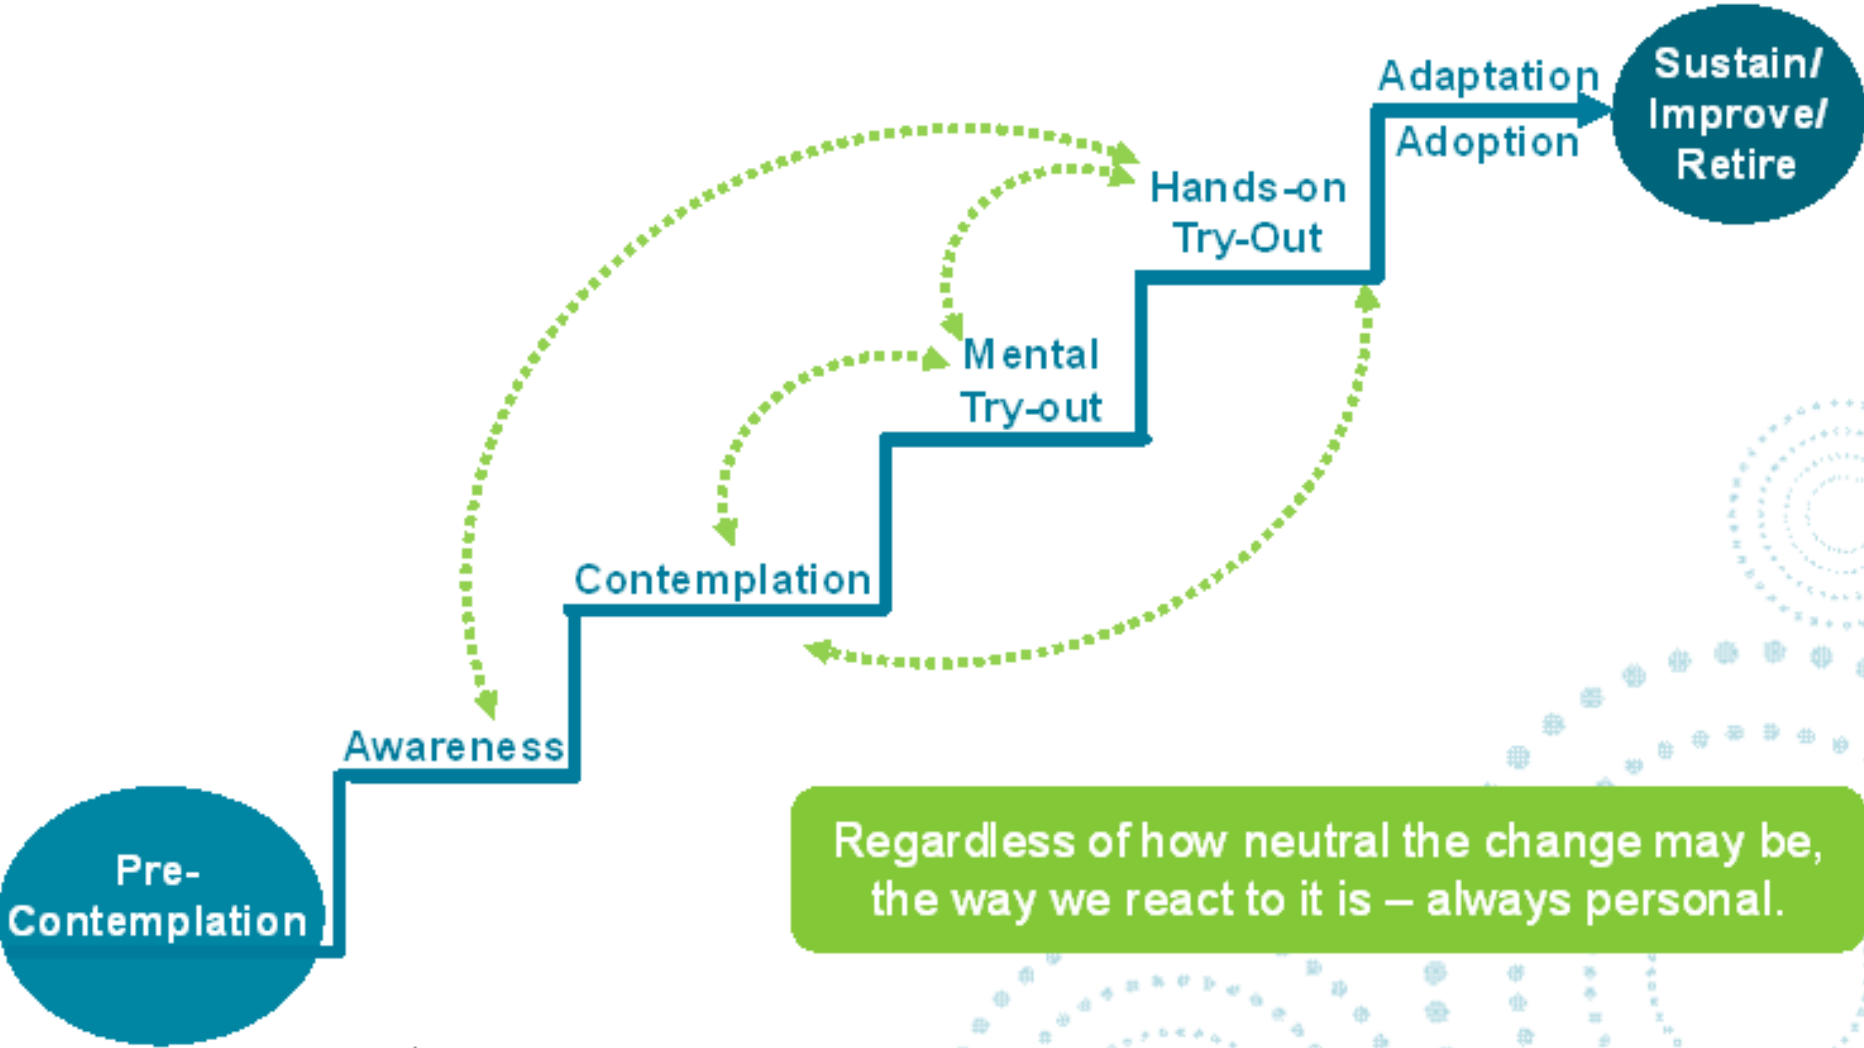 Sustain/
Improve/
Retire
Adaptation
Adoption
Hands-on
Try-Out
Mental
Try-out
Contemplation
Awareness
Pre-
Contemplation
Regardless of how neutral the change may be,
the way we react to it is – always personal.